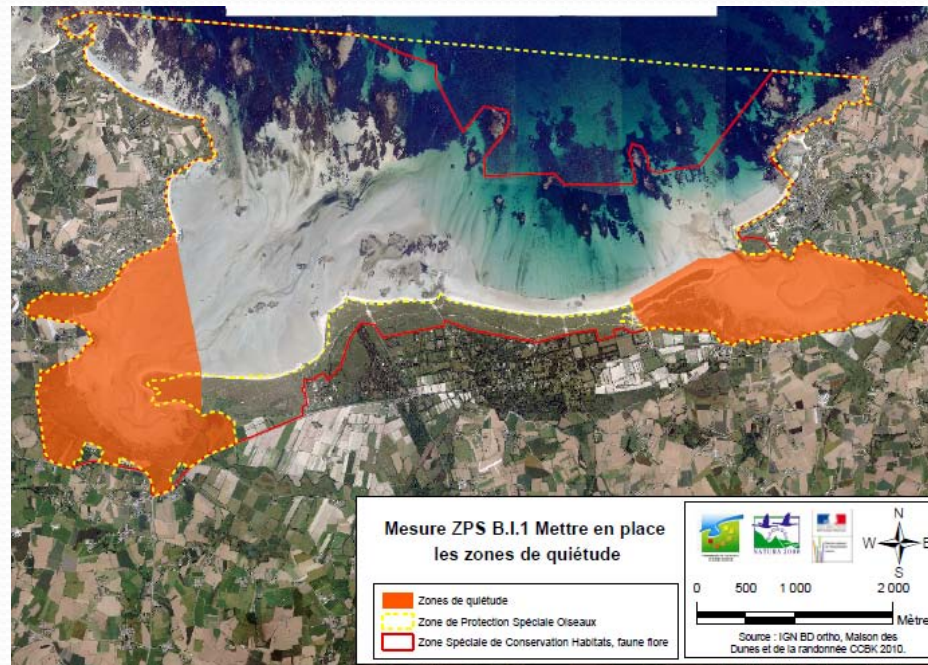 Mesure ZPS B.I.1 Mettre en place
les zones de quiétude
Zones de quiétude
Zone de Protection Spéciale Oiseaux
Zone Spéciale de Conservation Habitats, faune flore
NATURA 2000
N
W E
S
0 500 1 000 2 000
Mètre
Source : IGN BD ortho, Maison des
Dunes et de la randonnée CCBK 2010.